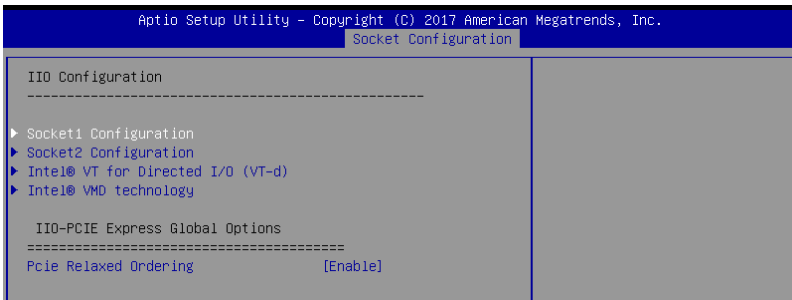 Aptio Setup Utility – Copyright (C) 2017 American Megatrends, Inc.
Socket Configuration
IIO Configuration
--------------------------------------------------
Socket1 Configuration
Socket2 Configuration
Intel® VT for Directed I/O (VT-d)
Intel® VMD technology
IIO-PCIE Express Global Options
========================================
Pcie Relaxed Ordering [Enable]